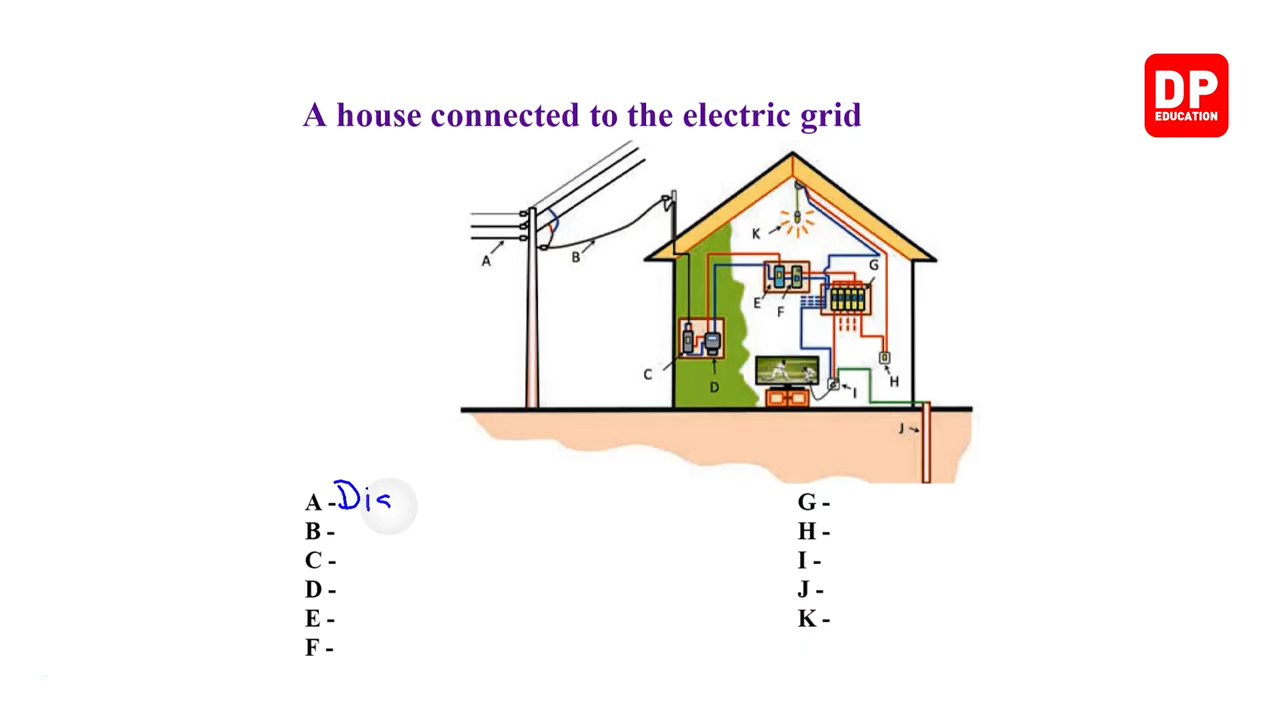 DP
EDUCATION
A house connected to the electric grid
A
B
K
G
E
F
C
D
H
I
J
A - Dis
B -
C -
D -
E -
F -
G -
H -
I -
J -
K -